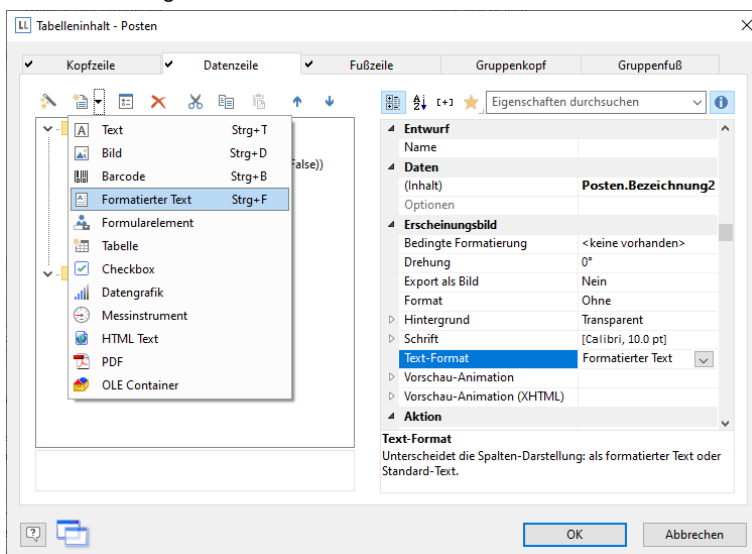 LL Tabelleninhalt - Posten
Kopfzeile Datenzeile Fußzeile Gruppenkopf Gruppenfuß
Eigenschaften durchsuchen
Text Strg+T
Bild Strg+D
Barcode Strg+B
Formatierter Text Strg+F
Formularelement
Tabelle
Checkbox
Datengrafik
Messinstrument
HTML Text
PDF
OLE Container
False))
Entwurf
Name
Daten
(Inhalt) Posten.Bezeichnung2
Optionen
Erscheinungsbild
Bedingte Formatierung <keine vorhanden>
Drehung 0°
Export als Bild Nein
Format Ohne
Hintergrund Transparent
Schrift [Calibri, 10.0 pt]
Text-Format Formatierter Text
Vorschau-Animation
Vorschau-Animation (XHTML)
Aktion
Text-Format
Unterscheidet die Spalten-Darstellung: als formatierter Text oder
Standard-Text.
OK Abbrechen